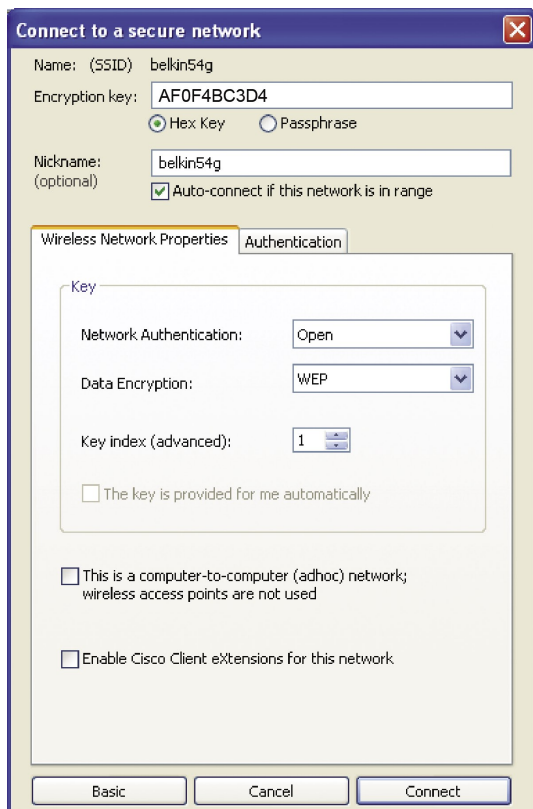 Connect to a secure network
Name: (SSID) belkin54g
Encryption key: AF0F4BC3D4
Hex Key Passphrase
Nickname: belkin54g
(optional)
Auto-connect if this network is in range
Wireless Network Properties Authentication
Key
Network Authentication: Open
Data Encryption: WEP
Key index (advanced): 1
The key is provided for me automatically
This is a computer-to-computer (adhoc) network;
wireless access points are not used
Enable Cisco Client eXtensions for this network
Basic Cancel Connect